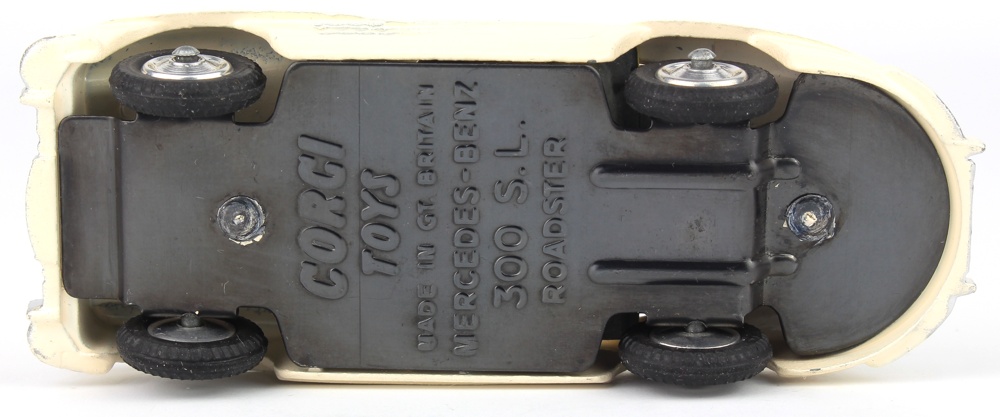 CORGI
TOYS
MADE IN GT. BRITAIN
MERCEDES-BENZ
300 S.L.
ROADSTER